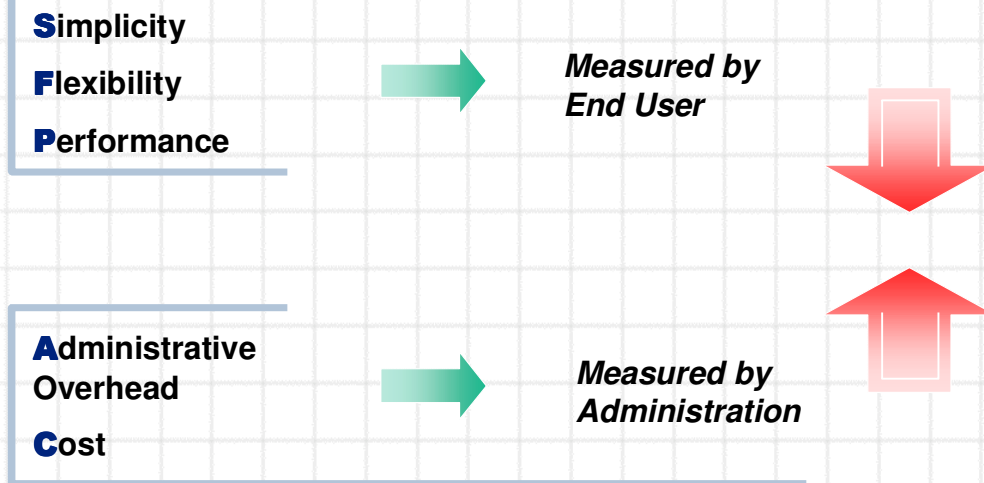 Simplicity
Flexibility
Performance
Measured by
End User
Administrative
Overhead
Cost
Measured by
Administration